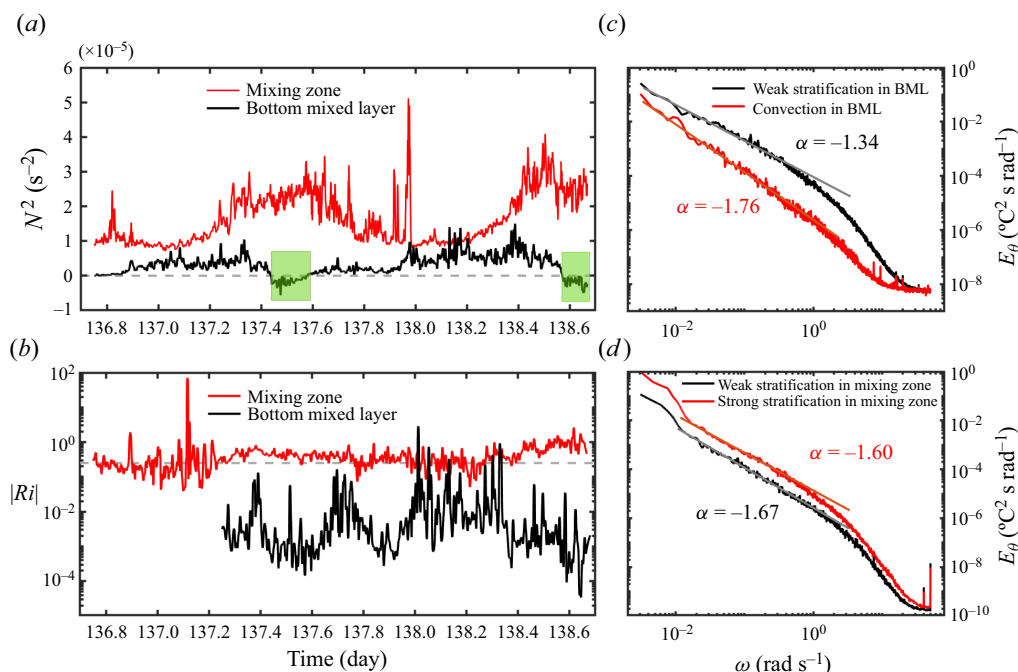 (a)
(×10⁻⁵)
6
5
4
3
2
1
0
−1
N² (s⁻²)
Mixing zone
Bottom mixed layer
136.8 137.0 137.2 137.4 137.6 137.8 138.0 138.2 138.4 138.6
(b)
10²
10⁰
10⁻²
10⁻⁴
|Ri|
Mixing zone
Bottom mixed layer
136.8 137.0 137.2 137.4 137.6 137.8 138.0 138.2 138.4 138.6
Time (day)
(c)
Weak stratification in BML
Convection in BML
α = −1.34
α = −1.76
10⁰
10⁻²
10⁻⁴
10⁻⁶
10⁻⁸
E_θ (°C² s rad⁻¹)
10⁻² 10⁰
(d)
Weak stratification in mixing zone
Strong stratification in mixing zone
α = −1.60
α = −1.67
10⁰
10⁻²
10⁻⁴
10⁻⁶
10⁻⁸
10⁻¹⁰
E_θ (°C² s rad⁻¹)
10⁻² 10⁰
ω (rad s⁻¹)